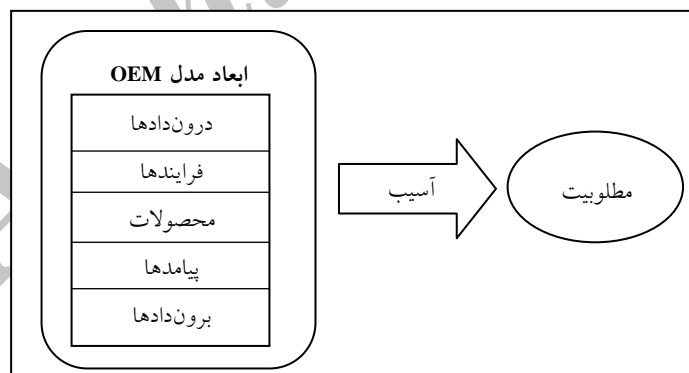 ابعاد مدل OEM
درون‌دادها
فرایندها
محصولات
پیامدها
برون‌دادها
آسیب
مطلوبیت